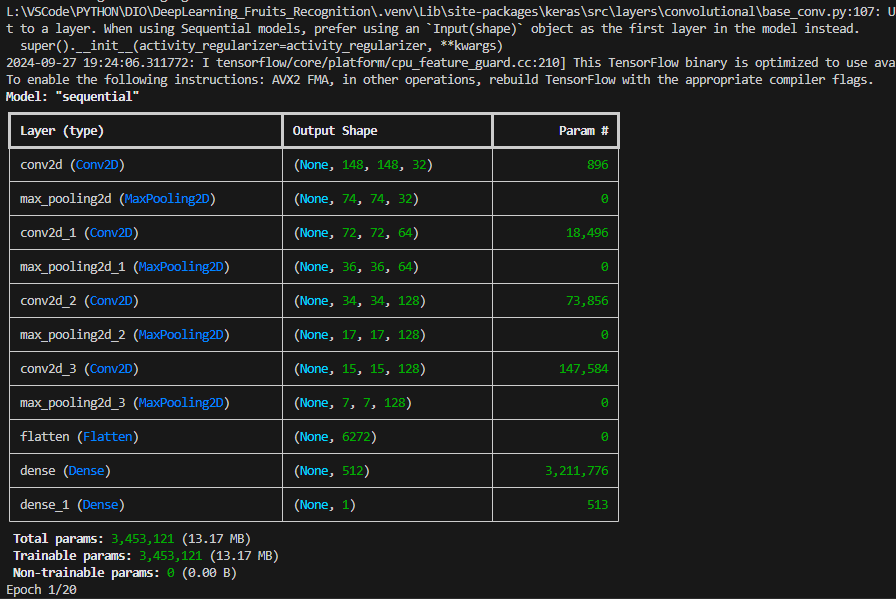 L:\VSCode\PYTHON\DIO\DeepLearning_Fruits_Recognition\.venv\Lib\site-packages\keras\src\layers\convolutional\base_conv.py:107: U
t to a layer. When using Sequential models, prefer using an `Input(shape)` object as the first layer in the model instead.
super().__init__(activity_regularizer=activity_regularizer, **kwargs)
2024-09-27 19:24:06.311772: I tensorflow/core/platform/cpu_feature_guard.cc:210] This TensorFlow binary is optimized to use ava
To enable the following instructions: AVX2 FMA, in other operations, rebuild TensorFlow with the appropriate compiler flags.
Model: "sequential"
Layer (type) Output Shape Param #
conv2d (Conv2D) (None, 148, 148, 32) 896
max_pooling2d (MaxPooling2D) (None, 74, 74, 32) 0
conv2d_1 (Conv2D) (None, 72, 72, 64) 18,496
max_pooling2d_1 (MaxPooling2D) (None, 36, 36, 64) 0
conv2d_2 (Conv2D) (None, 34, 34, 128) 73,856
max_pooling2d_2 (MaxPooling2D) (None, 17, 17, 128) 0
conv2d_3 (Conv2D) (None, 15, 15, 128) 147,584
max_pooling2d_3 (MaxPooling2D) (None, 7, 7, 128) 0
flatten (Flatten) (None, 6272) 0
dense (Dense) (None, 512) 3,211,776
dense_1 (Dense) (None, 1) 513
Total params: 3,453,121 (13.17 MB)
Trainable params: 3,453,121 (13.17 MB)
Non-trainable params: 0 (0.00 B)
Epoch 1/20